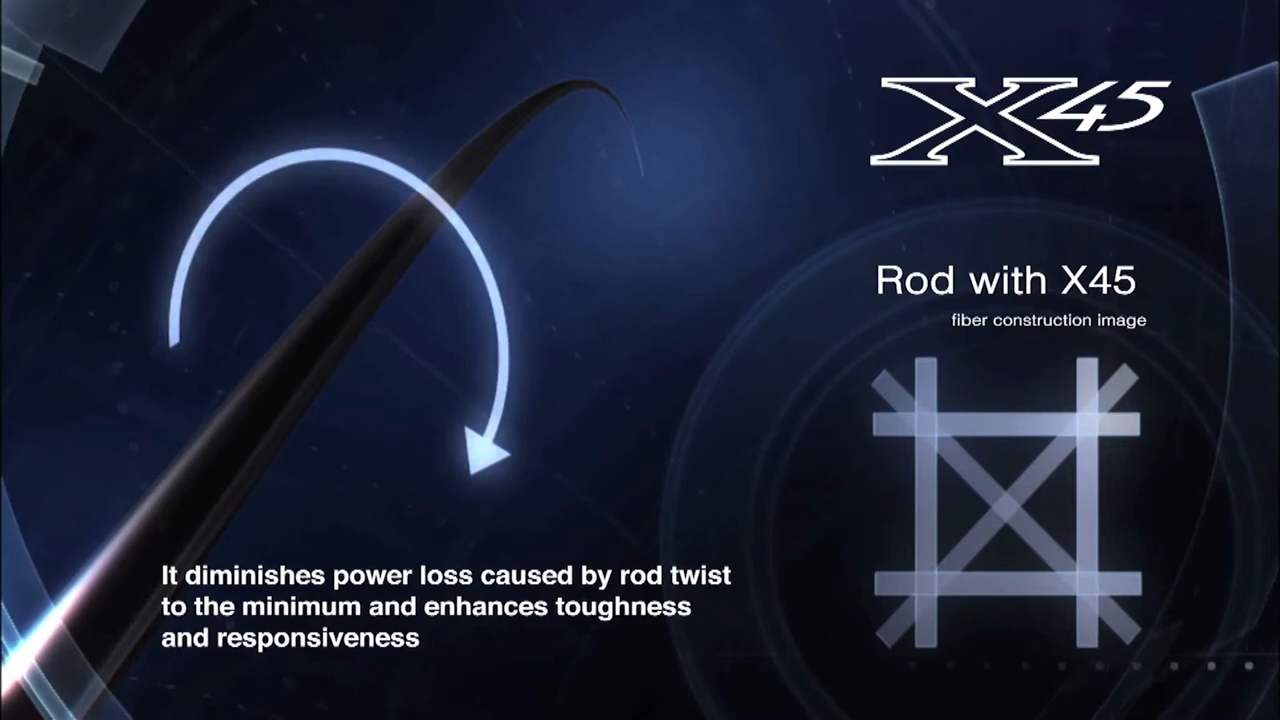 X45
Rod with X45
fiber construction image
It diminishes power loss caused by rod twist
to the minimum and enhances toughness
and responsiveness